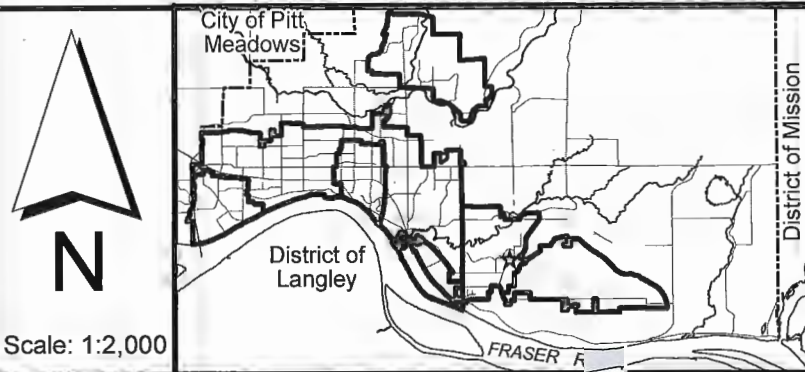 City of Pitt
Meadows
District of Mission
District of
Langley
N
Scale: 1:2,000
FRASER